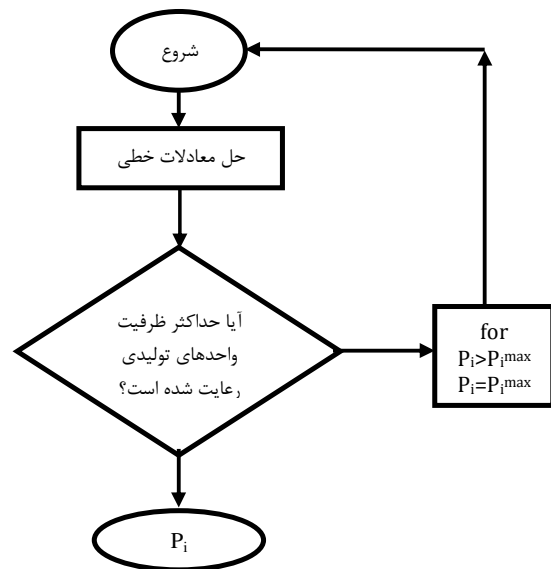 شروع
حل معادلات خطی
آیا حداکثر ظرفیت
واحدهای تولیدی
رعایت شده است؟
for
Pᵢ>Pᵢᵐᵃˣ
Pᵢ=Pᵢᵐᵃˣ
Pᵢ